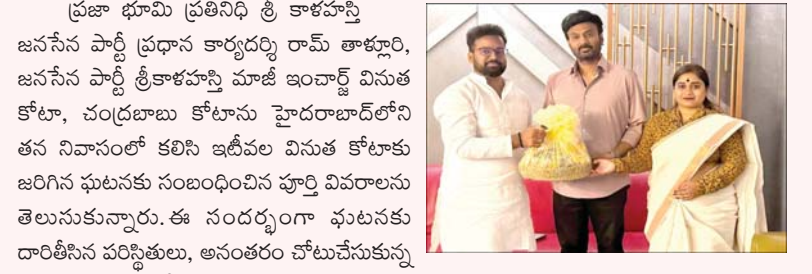 ప్రజా భూమి ప్రతినిధి శ్రీ కాళహస్తి
జనసేన పార్టీ ప్రధాన కార్యదర్శి రామ్ తాళ్లూరి,
జనసేన పార్టీ శ్రీకాళహస్తి మాజీ ఇంచార్జ్ వినుత
కోటా, చంద్రబాబు కోటాను హైదరాబాద్‌లోని
తన నివాసంలో కలిసి ఇటీవల వినుత కోటాకు
జరిగిన ఘటనకు సంబంధించిన పూర్తి వివరాలను
తెలుసుకున్నారు.ఈ సందర్భంగా ఘటనకు
దారితీసిన పరిస్థితులు, అనంతరం చోటుచేసుకున్న